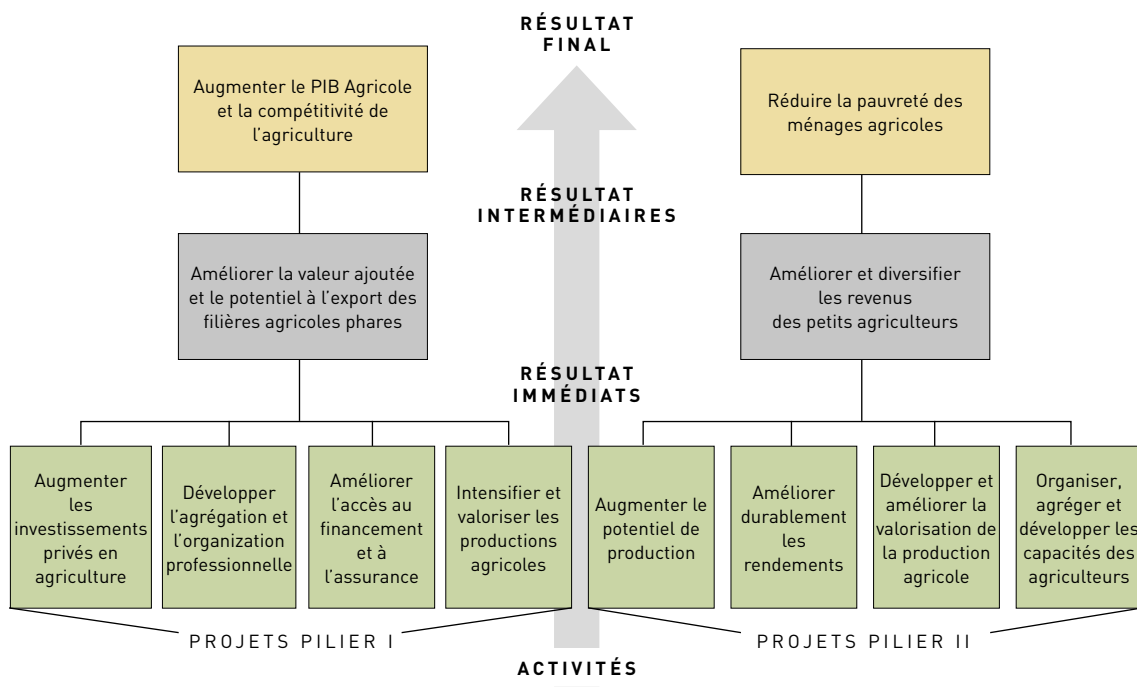 RÉSULTAT
FINAL
Augmenter le PIB Agricole
et la compétitivité de
l'agriculture
Réduire la pauvreté des
ménages agricoles
RÉSULTAT
INTERMÉDIAIRES
Améliorer la valeur ajoutée
et le potentiel à l'export des
filières agricoles phares
Améliorer et diversifier
les revenus
des petits agriculteurs
RÉSULTAT
IMMÉDIATS
Augmenter
les
investissements
privés en
agriculture
Développer
l'agrégation et
l'organization
professionnelle
Améliorer
l'accès au
financement
et à
l'assurance
Intensifier et
valoriser les
productions
agricoles
Augmenter le
potentiel de
production
Améliorer
durablement
les
rendements
Développer et
améliorer la
valorisation de
la production
agricole
Organiser,
agréger et
développer les
capacités des
agriculteurs
PROJETS PILIER I
PROJETS PILIER II
ACTIVITÉS